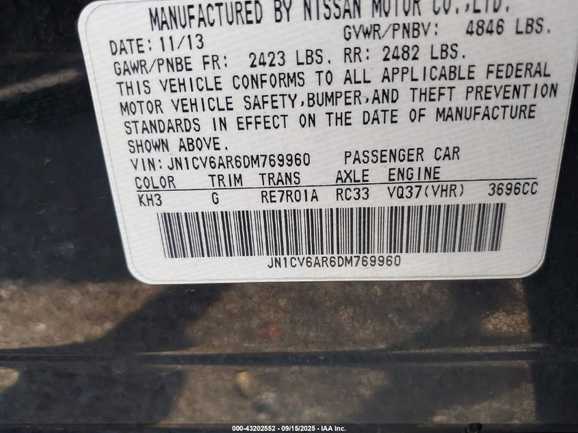 MANUFACTURED BY NISSAN MOTOR CO.,LTD.
DATE: 11/13 GVWR/PNBV: 4846 LBS.
GAWR/PNBE FR: 2423 LBS. RR: 2482 LBS.
THIS VEHICLE CONFORMS TO ALL APPLICABLE FEDERAL
MOTOR VEHICLE SAFETY,BUMPER,AND THEFT PREVENTION
STANDARDS IN EFFECT ON THE DATE OF MANUFACTURE
SHOWN ABOVE.
VIN: JN1CV6AR6DM769960 PASSENGER CAR
COLOR TRIM TRANS AXLE ENGINE
KH3 G RE7R01A RC33 VQ37(VHR) 3696CC
JN1CV6AR6DM769960
000-43202552 | 09/15/2025 | IAA Inc.